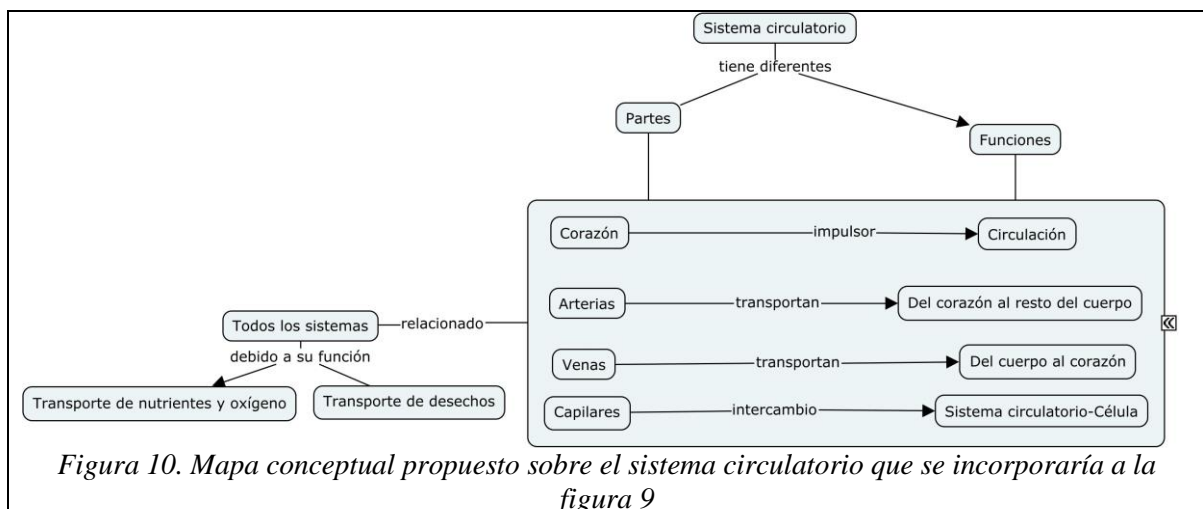 Sistema circulatorio
tiene diferentes
Partes
Funciones
Corazón
impulsor
Circulación
Arterias
transportan
Del corazón al resto del cuerpo
Todos los sistemas
relacionado
debido a su función
Venas
transportan
Del cuerpo al corazón
Transporte de nutrientes y oxígeno
Transporte de desechos
Capilares
intercambio
Sistema circulatorio-Célula
Figura 10. Mapa conceptual propuesto sobre el sistema circulatorio que se incorporaría a la
figura 9